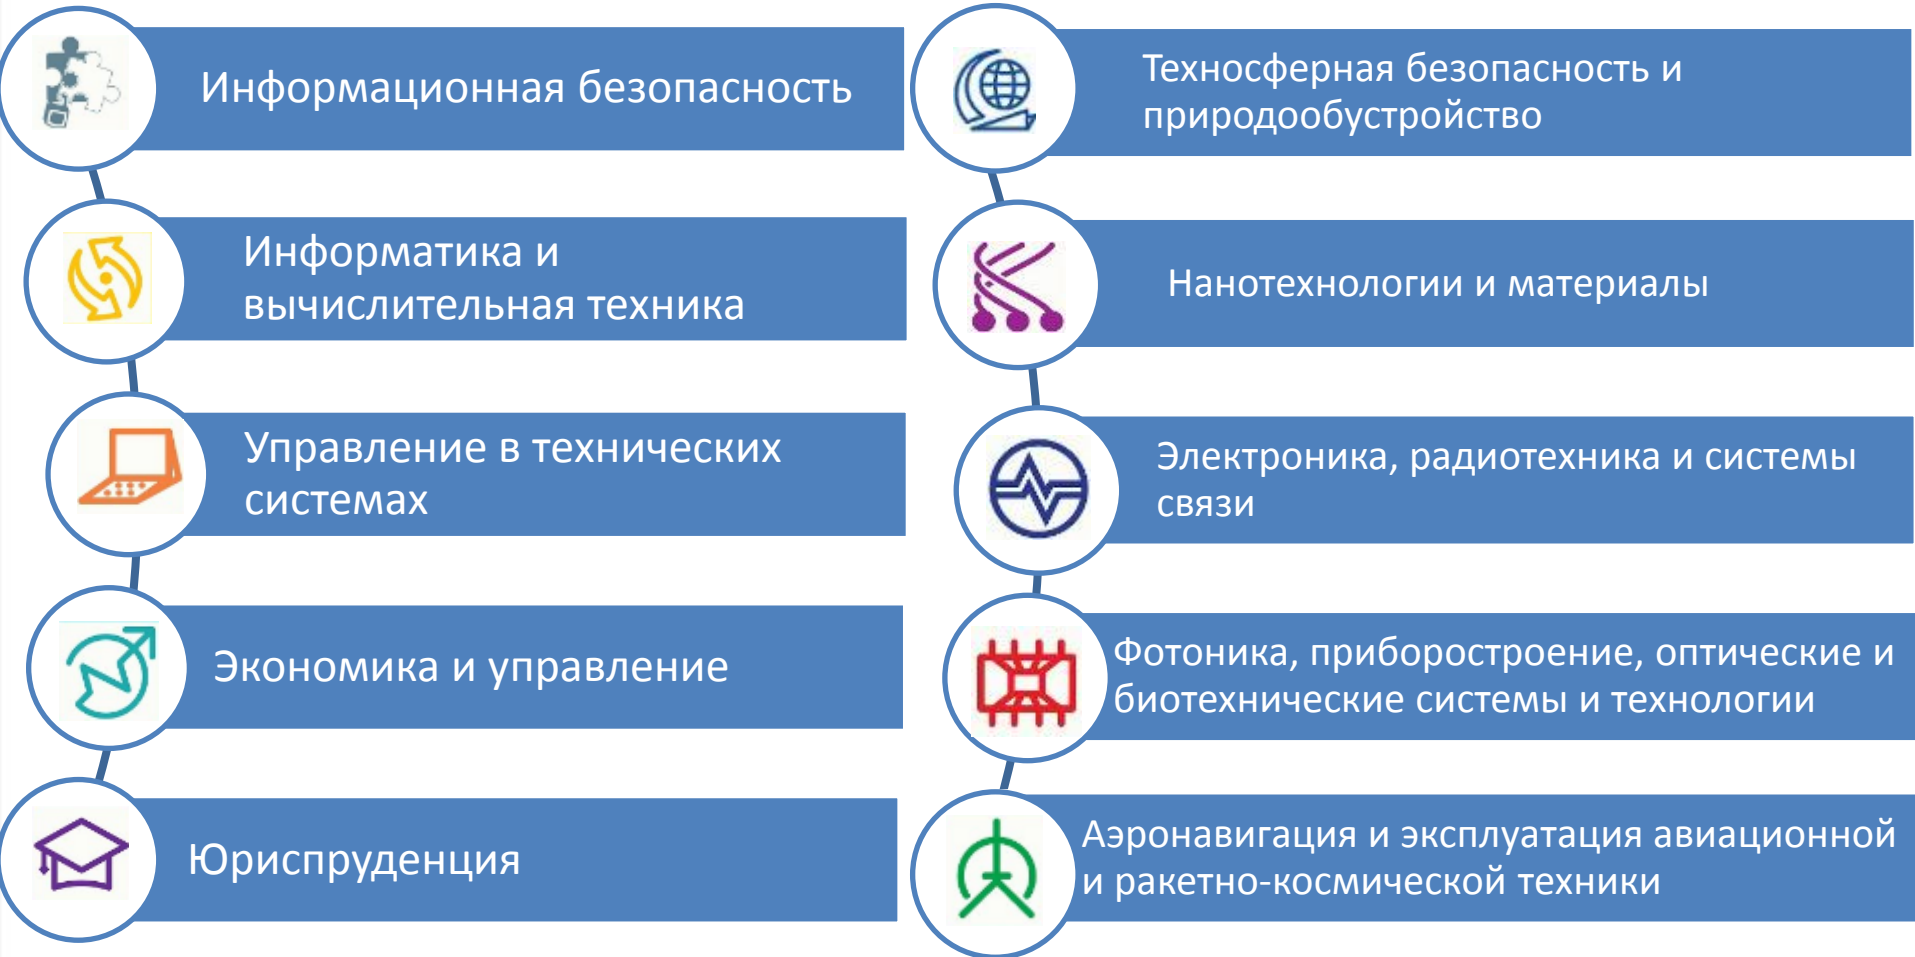 Информационная безопасность
Информатика и
вычислительная техника
Управление в технических
системах
Экономика и управление
Юриспруденция
Техносферная безопасность и
природообустройство
Нанотехнологии и материалы
Электроника, радиотехника и системы
связи
Фотоника, приборостроение, оптические и
биотехнические системы и технологии
Аэронавигация и эксплуатация авиационной
и ракетно-космической техники